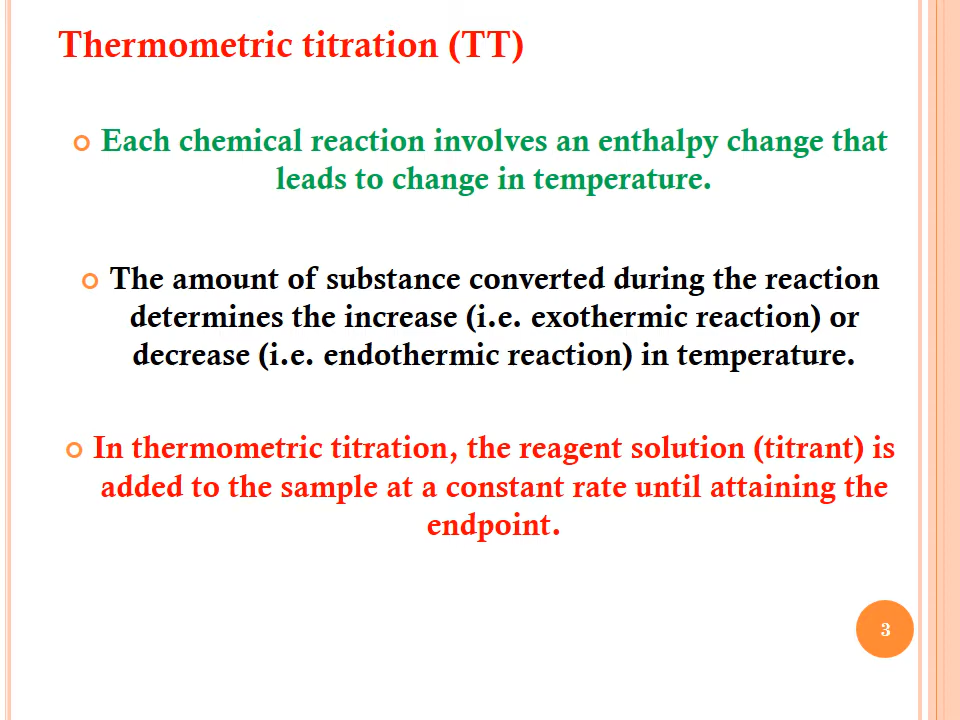 Thermometric titration (TT)
Each chemical reaction involves an enthalpy change that
leads to change in temperature.
The amount of substance converted during the reaction
determines the increase (i.e. exothermic reaction) or
decrease (i.e. endothermic reaction) in temperature.
In thermometric titration, the reagent solution (titrant) is
added to the sample at a constant rate until attaining the
endpoint.
3